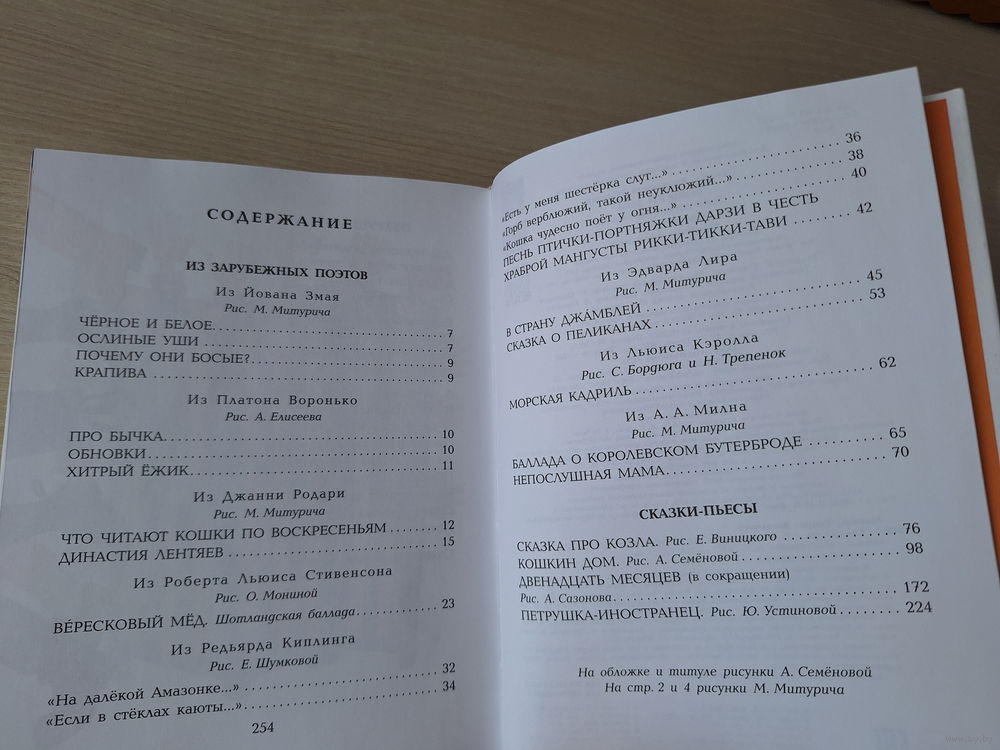 СОДЕРЖАНИЕ
ИЗ ЗАРУБЕЖНЫХ ПОЭТОВ
Из Йована Змая
Рис. М. Митурича
ЧЁРНОЕ И БЕЛОЕ. 7
ОСЛИНЫЕ УШИ 7
ПОЧЕМУ ОНИ БОСЫЕ? 9
КРАПИВА 9
Из Платона Воронько
Рис. А. Елисеева
ПРО БЫЧКА 10
ОБНОВКИ 10
ХИТРЫЙ ЁЖИК 11
Из Джанни Родари
Рис. М. Митурича
ЧТО ЧИТАЮТ КОШКИ ПО ВОСКРЕСЕНЬЯМ 12
ДИНАСТИЯ ЛЕНТЯЕВ 15
Из Роберта Льюиса Стивенсона
Рис. О. Мониной
ВЕ́РЕСКОВЫЙ МЁД. Шотландская баллада 23
Из Редьярда Киплинга
Рис. Е. Шумковой
«На далёкой Амазонке...» 32
«Если в стёклах каюты...» 34
254
«Есть у меня шестёрка слуг...» 36
«Горб верблюжий, такой неуклюжий...» 38
«Кошка чудесно поёт у огня...» 40
ПЕСНЬ ПТИЧКИ-ПОРТНЯЖКИ ДАРЗИ В ЧЕСТЬ
ХРАБРОЙ МАНГУСТЫ РИККИ-ТИККИ-ТАВИ 42
Из Эдварда Лира
Рис. М. Митурича
В СТРАНУ ДЖА́МБЛЕЙ 45
СКАЗКА О ПЕЛИКАНАХ 53
Из Льюиса Кэролла
Рис. С. Бордюга и Н. Трепенок
МОРСКАЯ КАДРИЛЬ 62
Из А. А. Милна
Рис. М. Митурича
БАЛЛАДА О КОРОЛЕВСКОМ БУТЕРБРОДЕ 65
НЕПОСЛУШНАЯ МАМА 70
СКАЗКИ-ПЬЕСЫ
СКАЗКА ПРО КОЗЛА. Рис. Е. Виницкого 76
КОШКИН ДОМ. Рис. А. Семёновой 98
ДВЕНАДЦАТЬ МЕСЯЦЕВ (в сокращении)
Рис. А. Сазонова 172
ПЕТРУШКА-ИНОСТРАНЕЦ. Рис. Ю. Устиновой 224
На обложке и титуле рисунки А. Семёновой
На стр. 2 и 4 рисунки М. Митурича